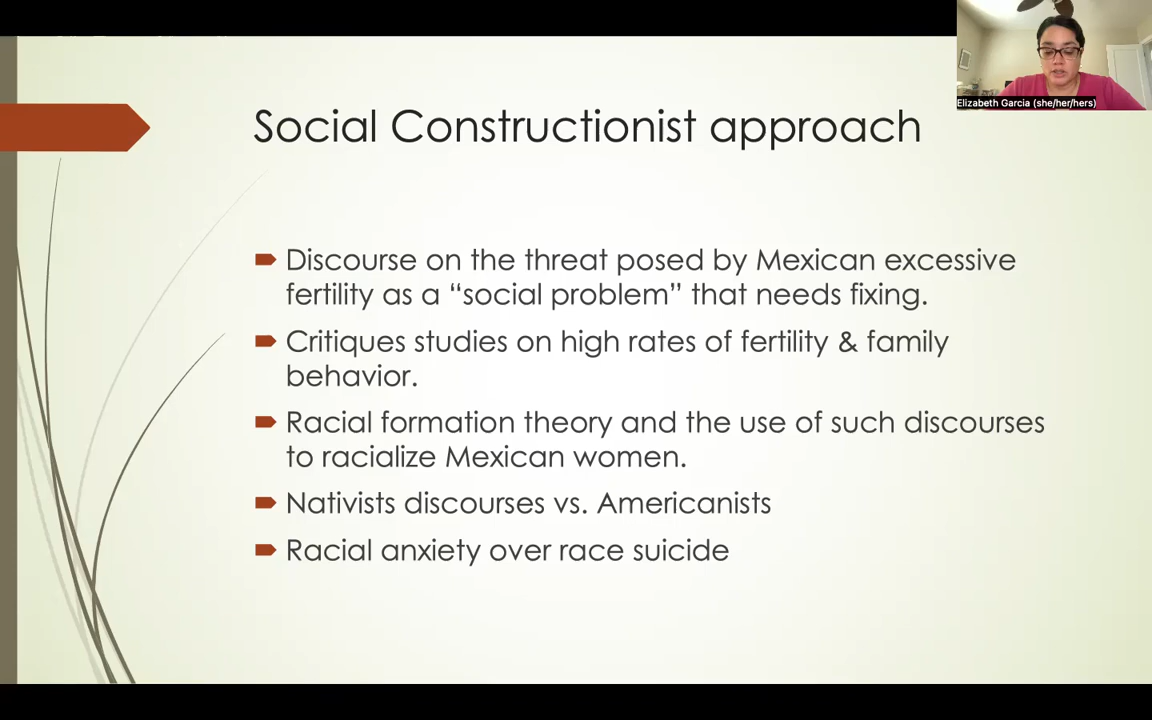 Elizabeth Garcia (she/her/hers)
Social Constructionist approach
Discourse on the threat posed by Mexican excessive
fertility as a “social problem” that needs fixing.
Critiques studies on high rates of fertility & family
behavior.
Racial formation theory and the use of such discourses
to racialize Mexican women.
Nativists discourses vs. Americanists
Racial anxiety over race suicide